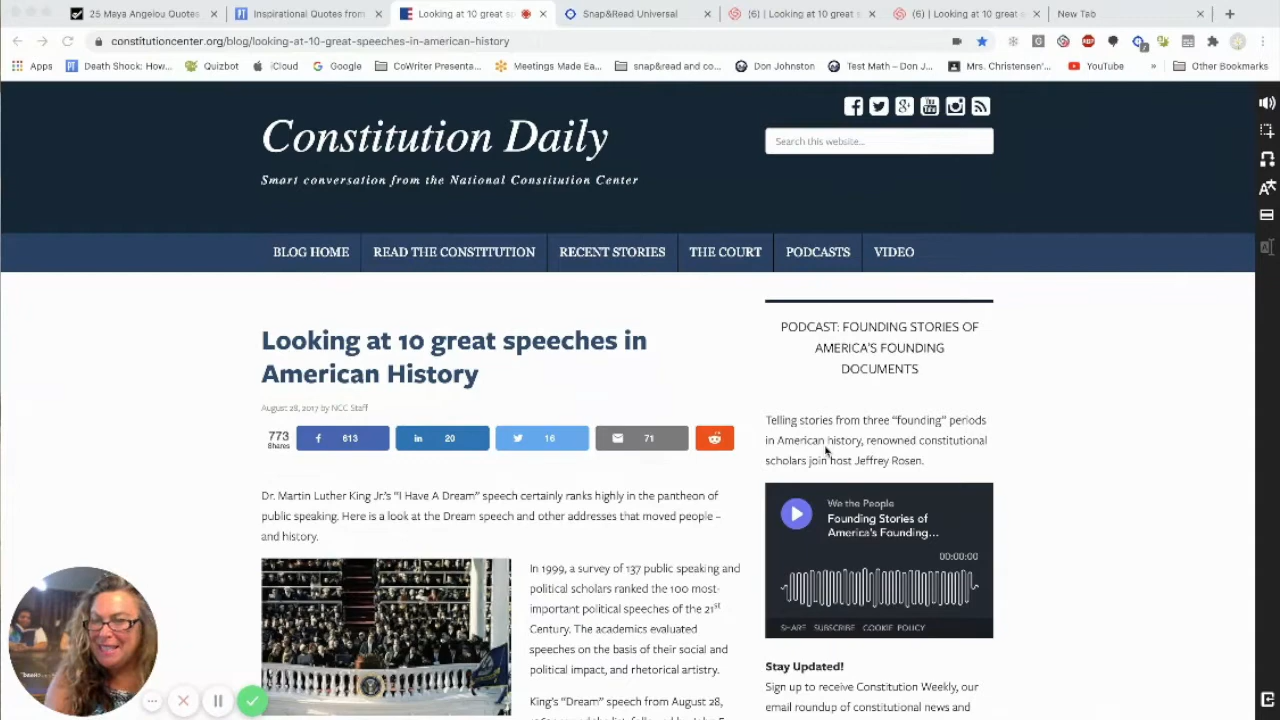 25 Maya Angelou Quotes
Inspirational Quotes from
Looking at 10 great sp
Snap&Read Universal
(6) | Looking at 10 great s
(6) | Looking at 10 great
New Tab
constitutioncenter.org/blog/looking-at-10-great-speeches-in-american-history
Apps
Death Shock: How...
Quizbot
iCloud
Google
CoWriter Presenta...
Meetings Made Ea...
snap&read and co...
Don Johnston
Test Math – Don J...
Mrs. Christensen'...
YouTube
»
Other Bookmarks
Constitution Daily
Smart conversation from the National Constitution Center
Search this website...
BLOG HOME
READ THE CONSTITUTION
RECENT STORIES
THE COURT
PODCASTS
VIDEO
Looking at 10 great speeches in
American History
August 28, 2017 by NCC Staff
773
Shares
613
20
16
71
Dr. Martin Luther King Jr.'s “I Have A Dream” speech certainly ranks highly in the pantheon of
public speaking. Here is a look at the Dream speech and other addresses that moved people –
and history.
In 1999, a survey of 137 public speaking and
political scholars ranked the 100 most-
important political speeches of the 21st
Century. The academics evaluated
speeches on the basis of their social and
political impact, and rhetorical artistry.
King's “Dream” speech from August 28,
PODCAST: FOUNDING STORIES OF
AMERICA'S FOUNDING
DOCUMENTS
Telling stories from three “founding” periods
in American history, renowned constitutional
scholars join host Jeffrey Rosen.
We the People
Founding Stories of
America's Founding...
00:00:00
SHARE SUBSCRIBE COOKIE POLICY
Stay Updated!
Sign up to receive Constitution Weekly, our
email roundup of constitutional news and